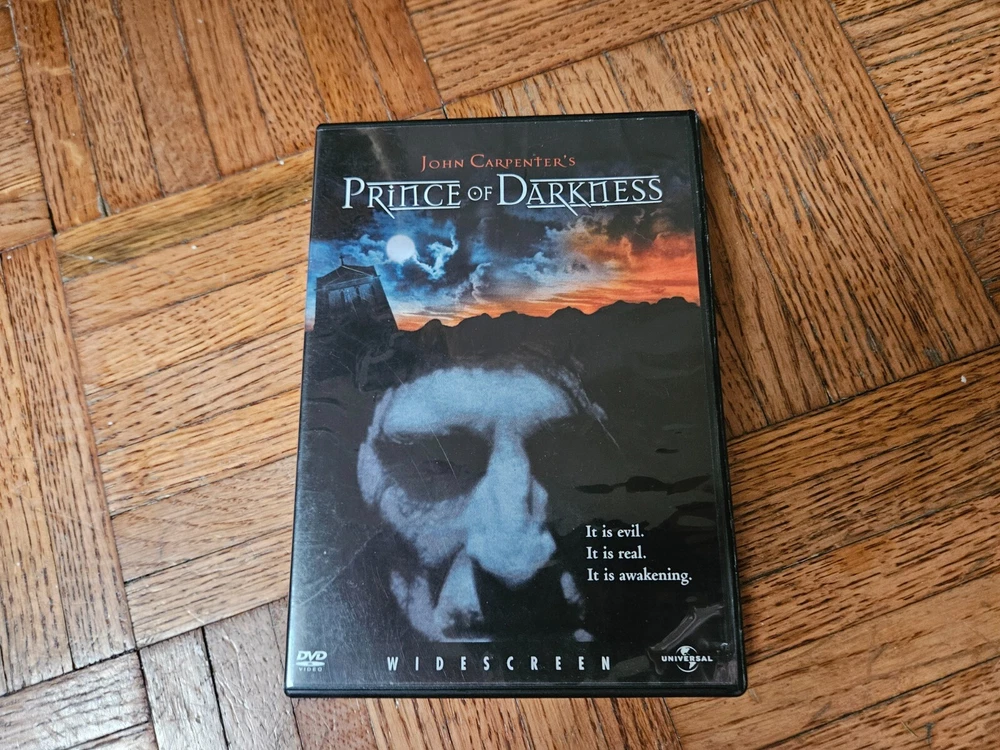 JOHN CARPENTER'S
PRINCE OF DARKNESS
It is evil.
It is real.
It is awakening.
DVD
VIDEO
WIDESCREEN
UNIVERSAL